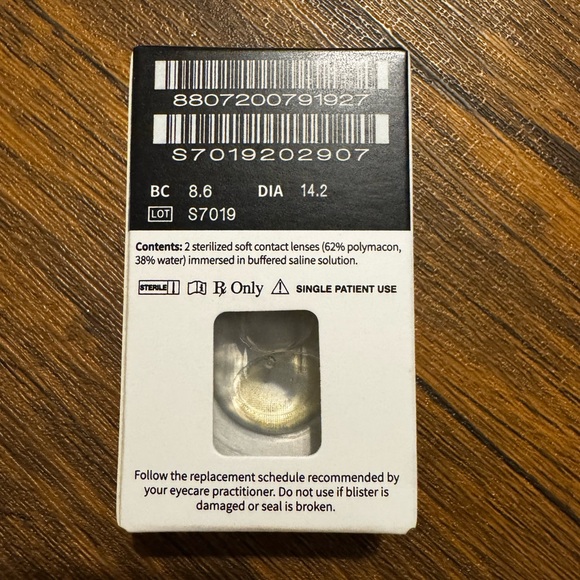 8807200791927
S7019202907
BC 8.6 DIA 14.2
LOT S7019
Contents: 2 sterilized soft contact lenses (62% polymacon,
38% water) immersed in buffered saline solution.
STERILE ℞ Only SINGLE PATIENT USE
Follow the replacement schedule recommended by
your eyecare practitioner. Do not use if blister is
damaged or seal is broken.